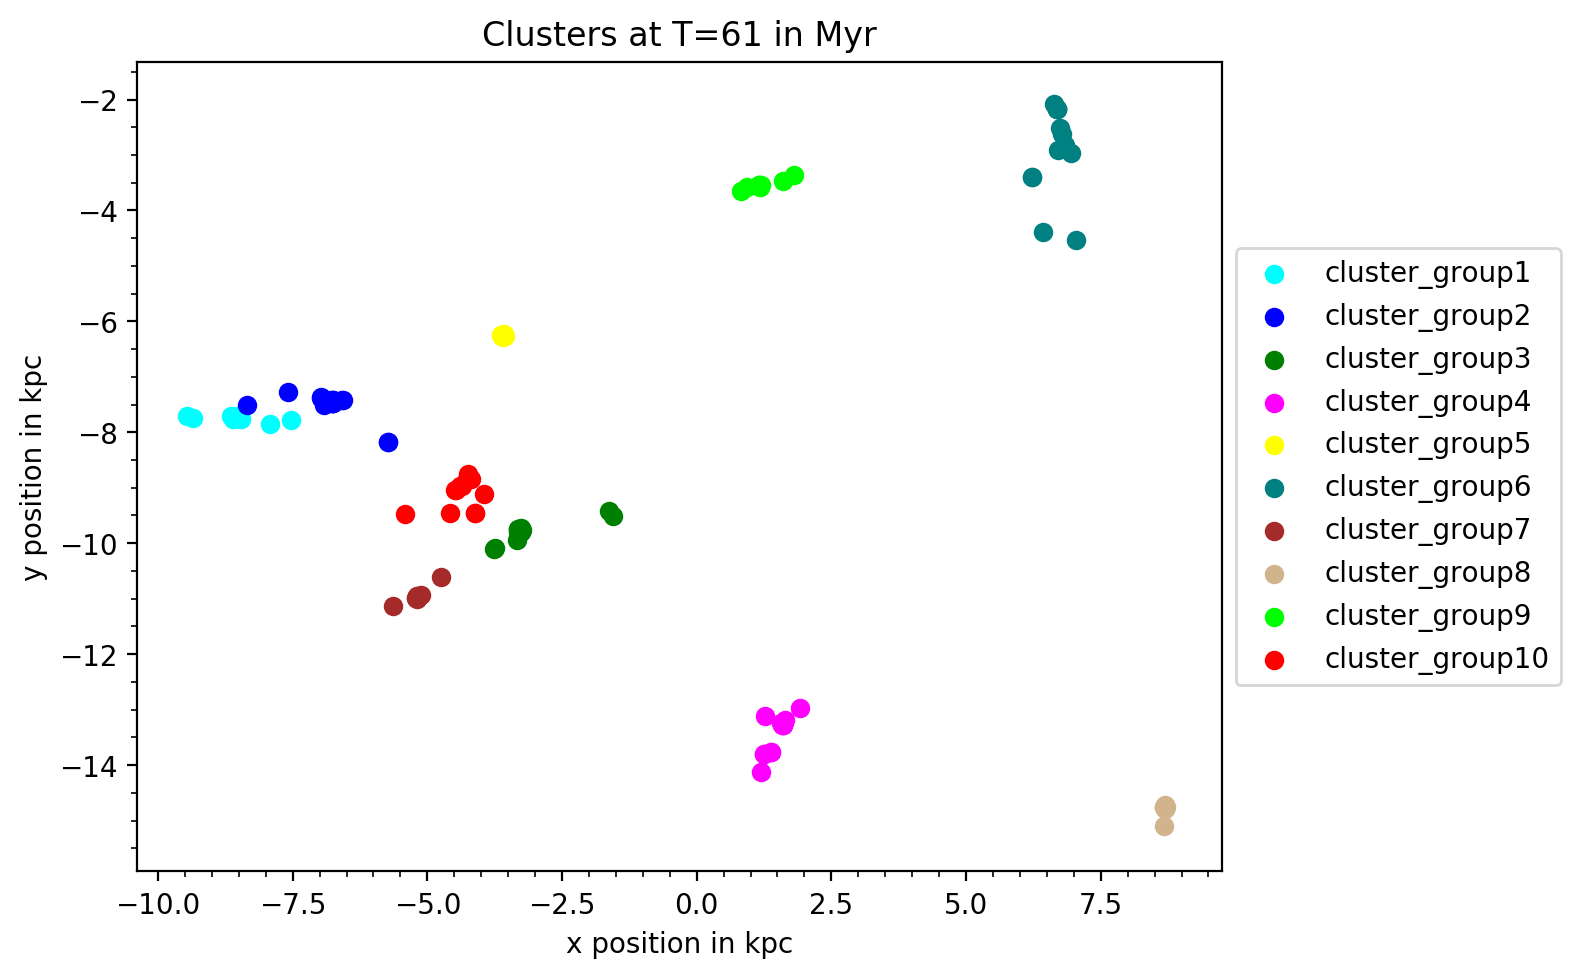 Clusters at T=61 in Myr
y position in kpc
−2
−4
−6
−8
−10
−12
−14
−10.0
−7.5
−5.0
−2.5
0.0
2.5
5.0
7.5
x position in kpc
cluster_group1
cluster_group2
cluster_group3
cluster_group4
cluster_group5
cluster_group6
cluster_group7
cluster_group8
cluster_group9
cluster_group10